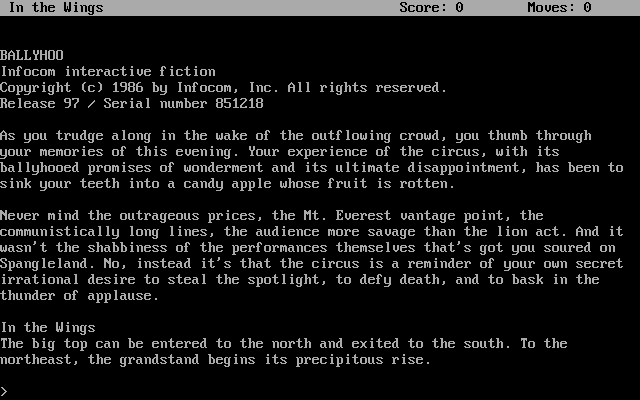 In the Wings Score: 0 Moves: 0
BALLYHOO
Infocom interactive fiction
Copyright (c) 1986 by Infocom, Inc. All rights reserved.
Release 97 / Serial number 851218
As you trudge along in the wake of the outflowing crowd, you thumb through
your memories of this evening. Your experience of the circus, with its
ballyhooed promises of wonderment and its ultimate disappointment, has been to
sink your teeth into a candy apple whose fruit is rotten.
Never mind the outrageous prices, the Mt. Everest vantage point, the
communistically long lines, the audience more savage than the lion act. And it
wasn't the shabbiness of the performances themselves that's got you soured on
Spangleland. No, instead it's that the circus is a reminder of your own secret
irrational desire to steal the spotlight, to defy death, and to bask in the
thunder of applause.
In the Wings
The big top can be entered to the north and exited to the south. To the
northeast, the grandstand begins its precipitous rise.
>